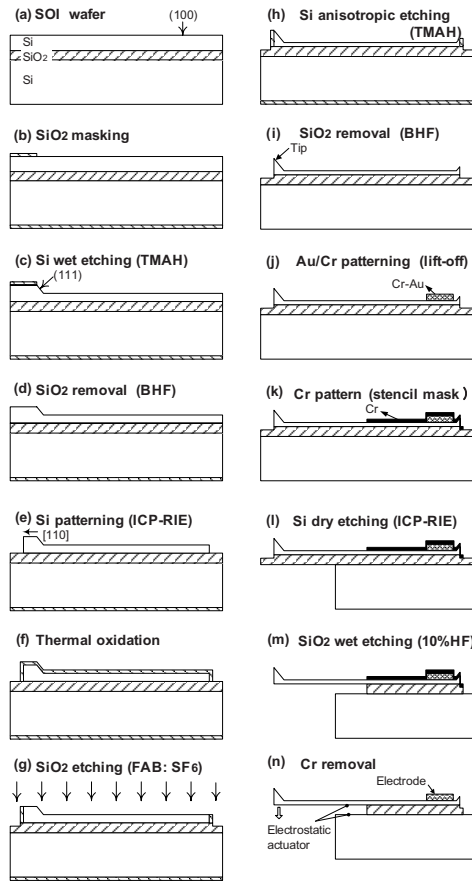 (a) SOI wafer
(100)
Si
SiO2
Si
(b) SiO2 masking
(c) Si wet etching (TMAH)
(111)
(d) SiO2 removal (BHF)
(e) Si patterning (ICP-RIE)
[110]
(f) Thermal oxidation
(g) SiO2 etching (FAB: SF6)
(h) Si anisotropic etching
(TMAH)
(i) SiO2 removal (BHF)
Tip
(j) Au/Cr patterning (lift-off)
Cr-Au
(k) Cr pattern (stencil mask)
Cr
(l) Si dry etching (ICP-RIE)
(m) SiO2 wet etching (10%HF)
(n) Cr removal
Electrode
Electrostatic
actuator